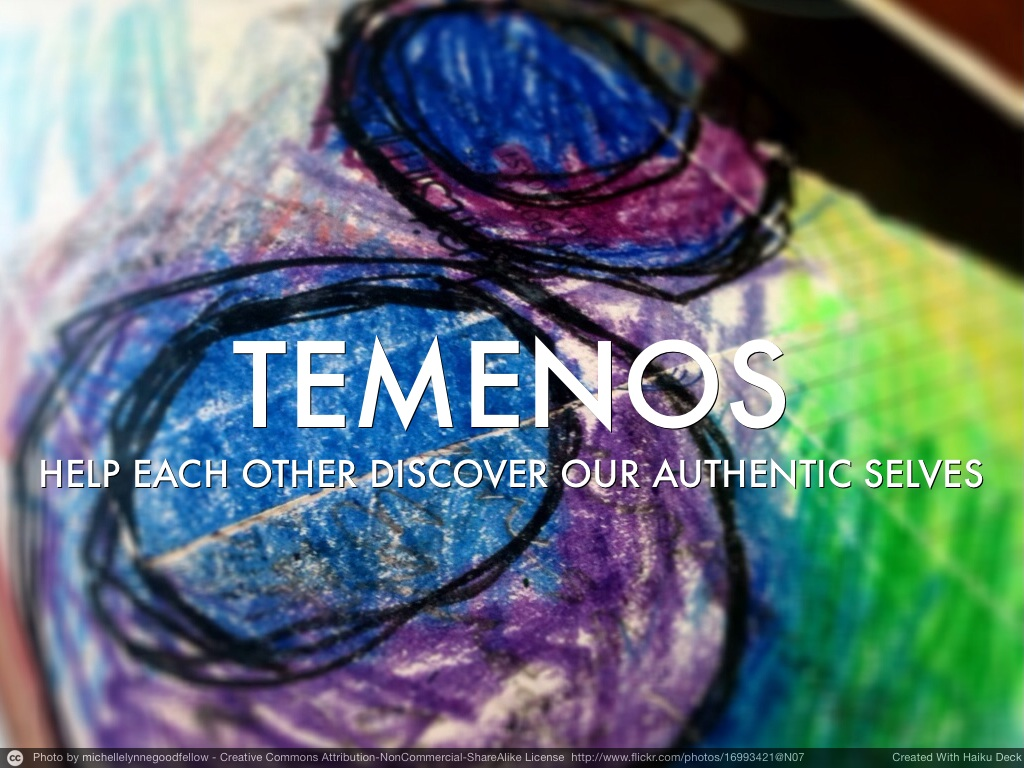 TEMENOS
HELP EACH OTHER DISCOVER OUR AUTHENTIC SELVES
cc Photo by michellelynnegoodfellow - Creative Commons Attribution-NonCommercial-ShareAlike License http://www.flickr.com/photos/16993421@N07 Created With Haiku Deck